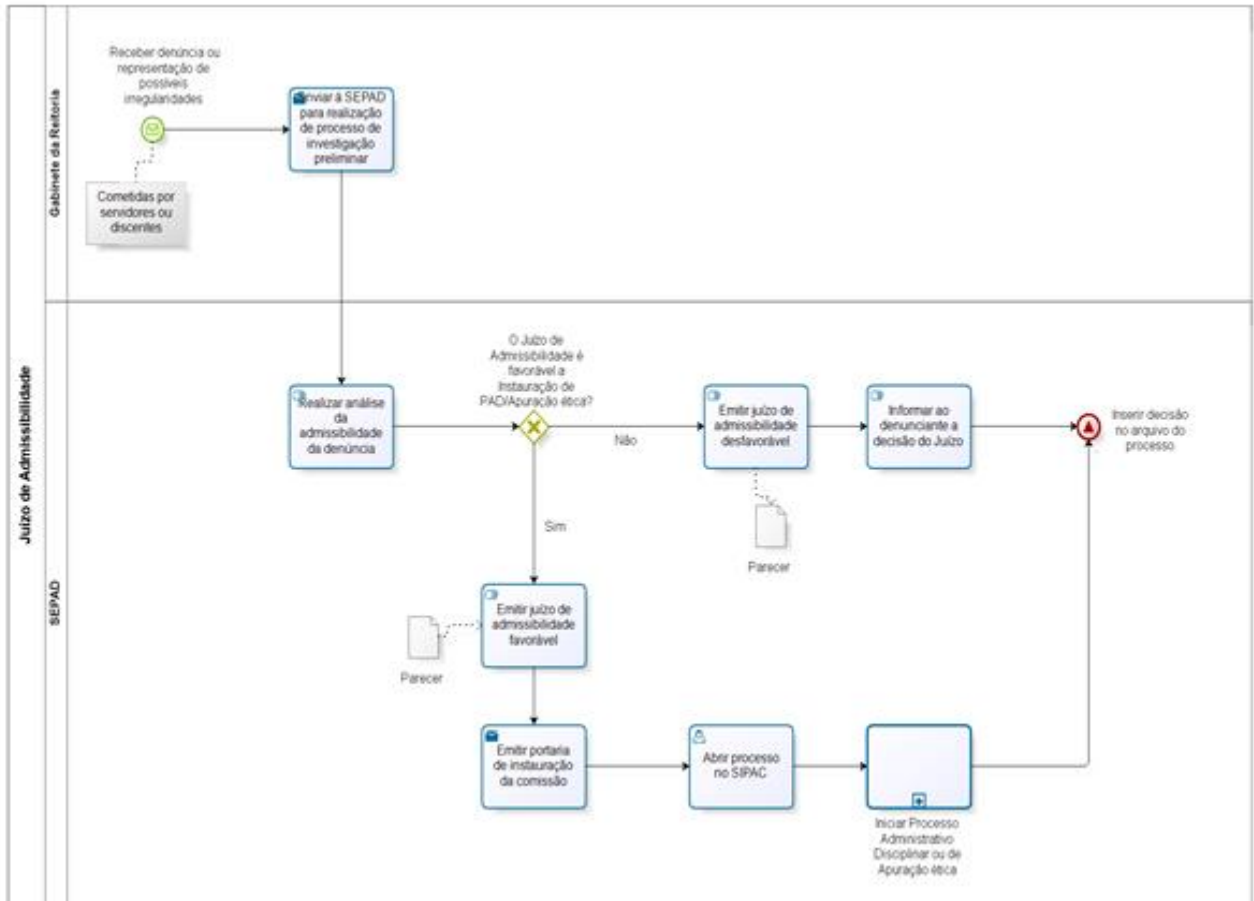 Juízo de Admissibilidade
Gabinete da Reitoria
Receber denúncia ou
representação de
possíveis
irregularidades
Cometidas por
servidores ou
discentes
Enviar à SEPAD
para realização
de processo de
investigação
preliminar
SEPAD
Realizar análise
da
admissibilidade
da denúncia
O Juízo de
Admissibilidade é
favorável a
Instauração de
PAD/Apuração ética?
Não
Emitir juízo de
admissibilidade
desfavorável
Parecer
Informar ao
denunciante a
decisão do Juízo
Inserir decisão
no arquivo do
processo
Sim
Emitir juízo de
admissibilidade
favorável
Parecer
Emitir portaria
de instauração
da comissão
Abrir processo
no SIPAC
Iniciar Processo
Administrativo
Disciplinar ou de
Apuração ética